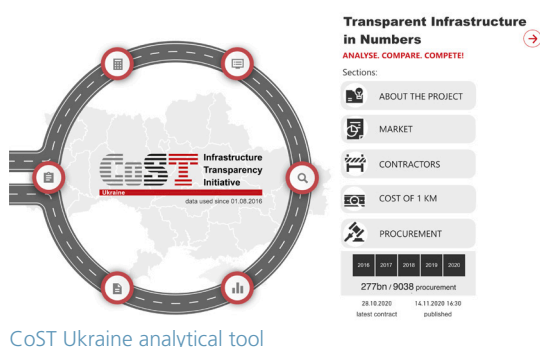 Transparent Infrastructure
in Numbers
ANALYSE. COMPARE. COMPETE!
Sections:
ABOUT THE PROJECT
MARKET
CONTRACTORS
COST OF 1 KM
PROCUREMENT
2016 2017 2018 2019 2020
277bn / 9038 procurement
28.10.2020 14.11.2020 16:30
latest contract published
CoST
Ukraine
Infrastructure
Transparency
Initiative
data used since 01.08.2016
CoST Ukraine analytical tool